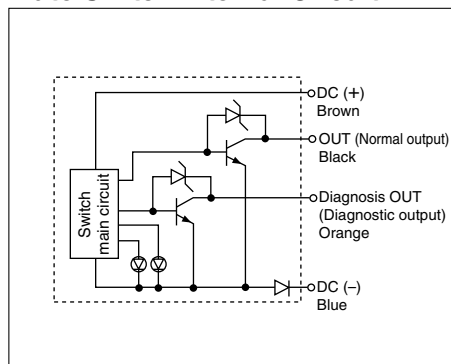 DC (+)
Brown
OUT (Normal output)
Black
Diagnosis OUT
(Diagnostic output)
Orange
Switch
main circuit
DC (–)
Blue